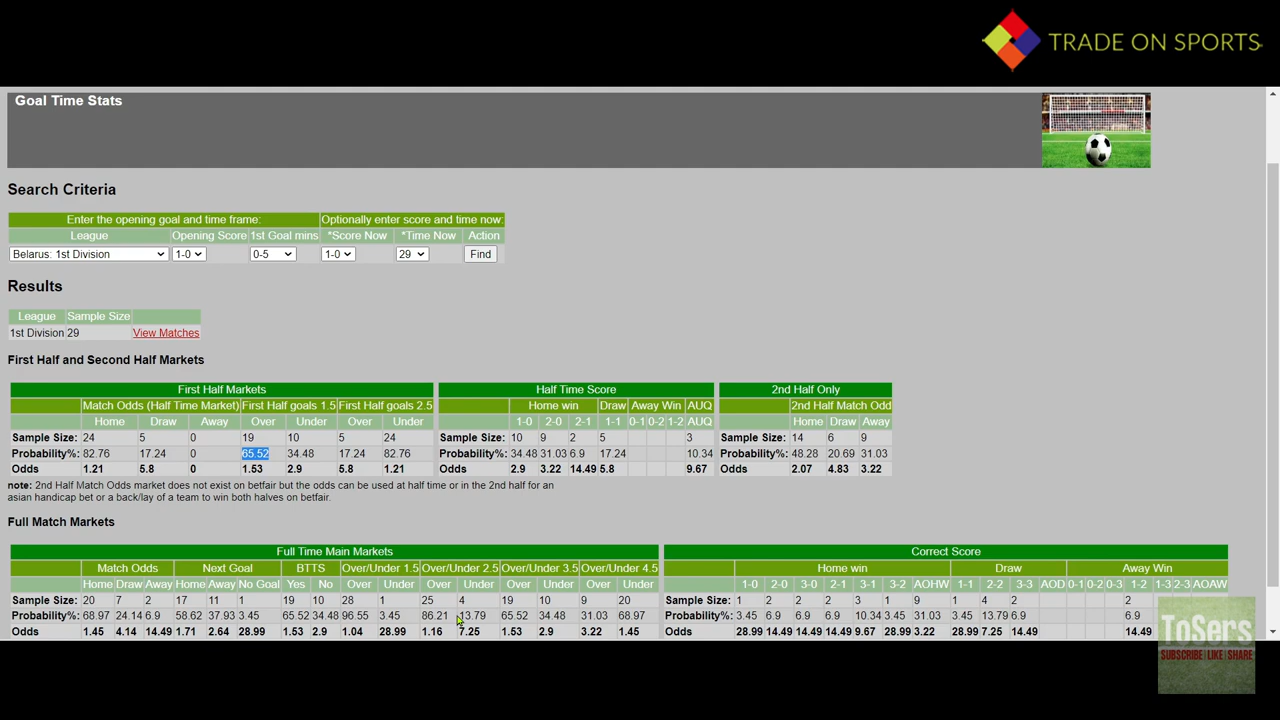 TRADE ON SPORTS
Goal Time Stats
Search Criteria
Enter the opening goal and time frame: Optionally enter score and time now:
League Opening Score 1st Goal mins *Score Now *Time Now Action
Belarus: 1st Division 1-0 0-5 1-0 29 Find
Results
League Sample Size
1st Division 29 View Matches
First Half and Second Half Markets
First Half Markets Half Time Score 2nd Half Only
Match Odds (Half Time Market) First Half goals 1.5 First Half goals 2.5 Home win Draw Away Win AUQ 2nd Half Match Odd
Home Draw Away Over Under Over Under 1-0 2-0 2-1 1-1 0-1 0-2 1-2 AUQ Home Draw Away
Sample Size: 24 5 0 19 10 5 24 Sample Size: 10 9 2 5 3 Sample Size: 14 6 9
Probability%: 82.76 17.24 0 65.52 34.48 17.24 82.76 Probability%: 34.48 31.03 6.9 17.24 10.34 Probability%: 48.28 20.69 31.03
Odds 1.21 5.8 0 1.53 2.9 5.8 1.21 Odds 2.9 3.22 14.49 5.8 9.67 Odds 2.07 4.83 3.22
note: 2nd Half Match Odds market does not exist on betfair but the odds can be used at half time or in the 2nd half for an
asian handicap bet or a back/lay of a team to win both halves on betfair.
Full Match Markets
Full Time Main Markets Correct Score
Match Odds Next Goal BTTS Over/Under 1.5 Over/Under 2.5 Over/Under 3.5 Over/Under 4.5 Home win Draw Away Win
Home Draw Away Home Away No Goal Yes No Over Under Over Under Over Under Over Under 1-0 2-0 3-0 2-1 3-1 3-2 AOHW 1-1 2-2 3-3 AOD 0-1 0-2 0-3 1-2 1-3 2-3 AOAW
Sample Size: 20 7 2 17 11 1 19 10 28 1 25 4 19 10 9 20 Sample Size: 1 2 2 2 3 1 9 1 4 2 2
Probability%: 68.97 24.14 6.9 58.62 37.93 3.45 65.52 34.48 96.55 3.45 86.21 13.79 65.52 34.48 31.03 68.97 Probability%: 3.45 6.9 6.9 6.9 10.34 3.45 31.03 3.45 13.79 6.9 6.9
Odds 1.45 4.14 14.49 1.71 2.64 28.99 1.53 2.9 1.04 28.99 1.16 7.25 1.53 2.9 3.22 1.45 Odds 28.99 14.49 14.49 14.49 9.67 28.99 3.22 28.99 7.25 14.49 14.49
ToSers
SUBSCRIBE | LIKE | SHARE